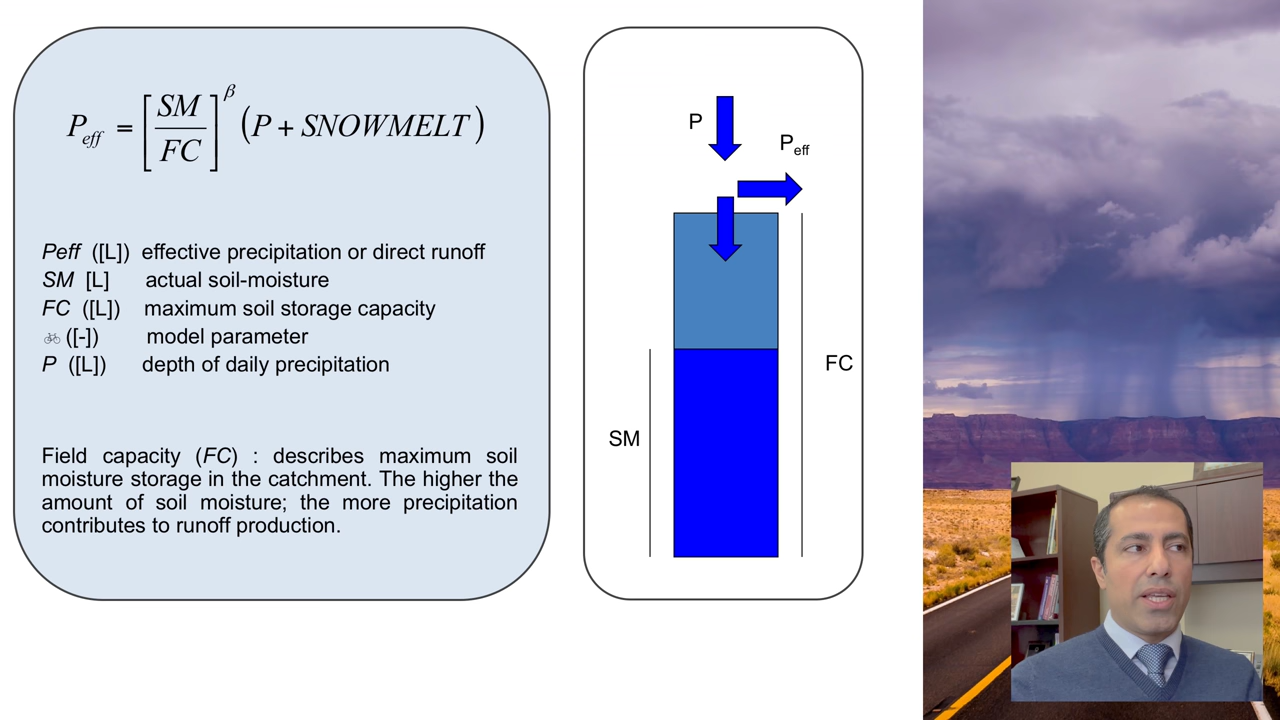 P_eff = [SM/FC]^β (P + SNOWMELT)
Peff ([L]) effective precipitation or direct runoff
SM [L] actual soil-moisture
FC ([L]) maximum soil storage capacity
🚲 ([-]) model parameter
P ([L]) depth of daily precipitation
Field capacity (FC) : describes maximum soil
moisture storage in the catchment. The higher the
amount of soil moisture; the more precipitation
contributes to runoff production.
P
Peff
FC
SM